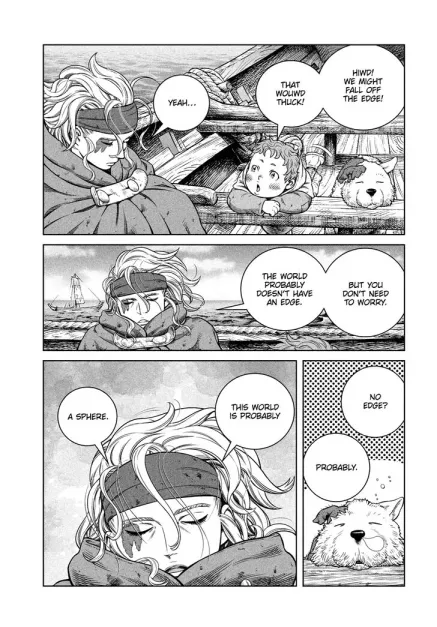 HIWD!
WE MIGHT
FALL OFF
THE EDGE!
THAT
WOUWD
THUCK!
YEAH...
BUT YOU
DON'T NEED
TO WORRY.
THE WORLD
PROBABLY
DOESN'T HAVE
AN EDGE.
NO
EDGE?
PROBABLY.
THIS WORLD
IS PROBABLY
A SPHERE.